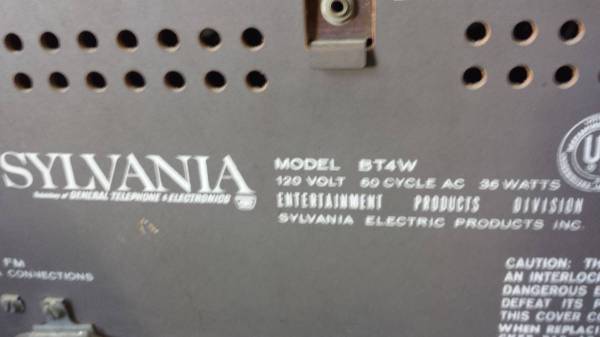 SYLVANIA
Subsidiary of GENERAL TELEPHONE & ELECTRONICS
MODEL BT4W
120 VOLT 60 CYCLE AC 36 WATTS
ENTERTAINMENT PRODUCTS DIVISION
SYLVANIA ELECTRIC PRODUCTS INC.
U
FM
CONNECTIONS
CAUTION:
AN INTERLOC
DANGEROUS
DEFEAT ITS
THIS COVER
WHEN REPLACI